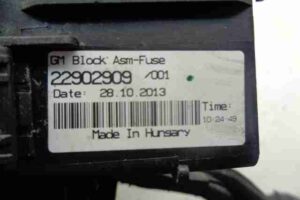 GM Block Asm-Fuse
22902909 /001
Date: 28.10.2013
Time:
10:24:49
Made In Hungary